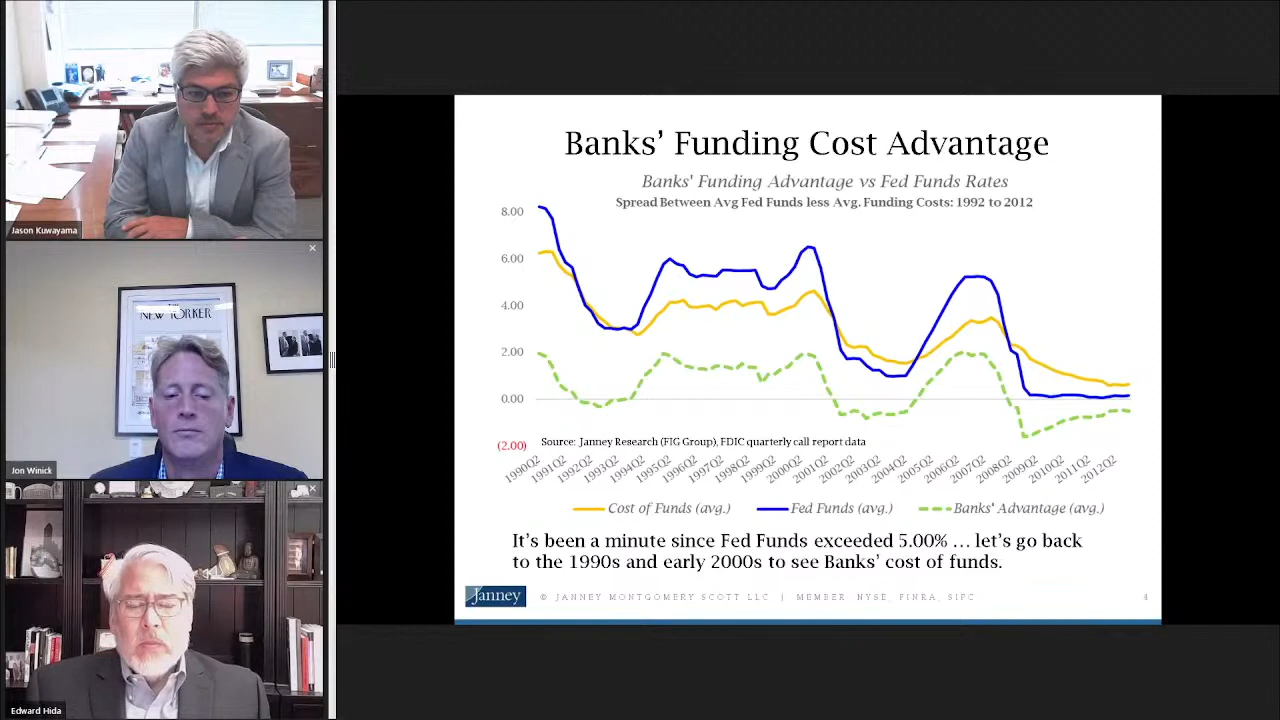 Jason Kuwayama
NEW YORKER
Jon Winick
Edward Hida
Banks’ Funding Cost Advantage
Banks' Funding Advantage vs Fed Funds Rates
Spread Between Avg Fed Funds less Avg. Funding Costs: 1992 to 2012
8.00
6.00
4.00
2.00
0.00
(2.00)
Source: Janney Research (FIG Group), FDIC quarterly call report data
1990Q2 1991Q2 1992Q2 1993Q2 1994Q2 1995Q2 1996Q2 1997Q2 1998Q2 1999Q2 2000Q2 2001Q2 2002Q2 2003Q2 2004Q2 2005Q2 2006Q2 2007Q2 2008Q2 2009Q2 2010Q2 2011Q2 2012Q2
Cost of Funds (avg.) Fed Funds (avg.) Banks' Advantage (avg.)
It’s been a minute since Fed Funds exceeded 5.00% … let’s go back
to the 1990s and early 2000s to see Banks’ cost of funds.
Janney © JANNEY MONTGOMERY SCOTT LLC | MEMBER NYSE, FINRA, SIPC 4